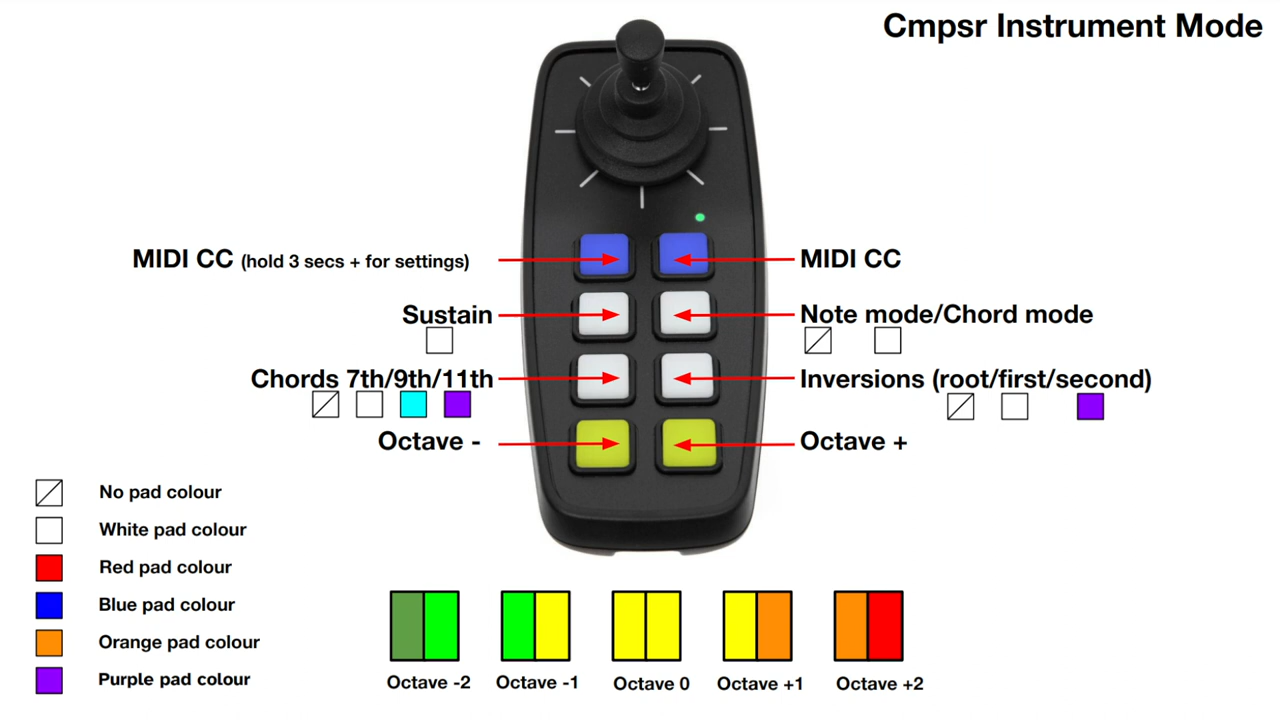 Cmpsr Instrument Mode
MIDI CC (hold 3 secs + for settings)
MIDI CC
Sustain
Note mode/Chord mode
Chords 7th/9th/11th
Inversions (root/first/second)
Octave -
Octave +
No pad colour
White pad colour
Red pad colour
Blue pad colour
Orange pad colour
Purple pad colour
Octave -2
Octave -1
Octave 0
Octave +1
Octave +2